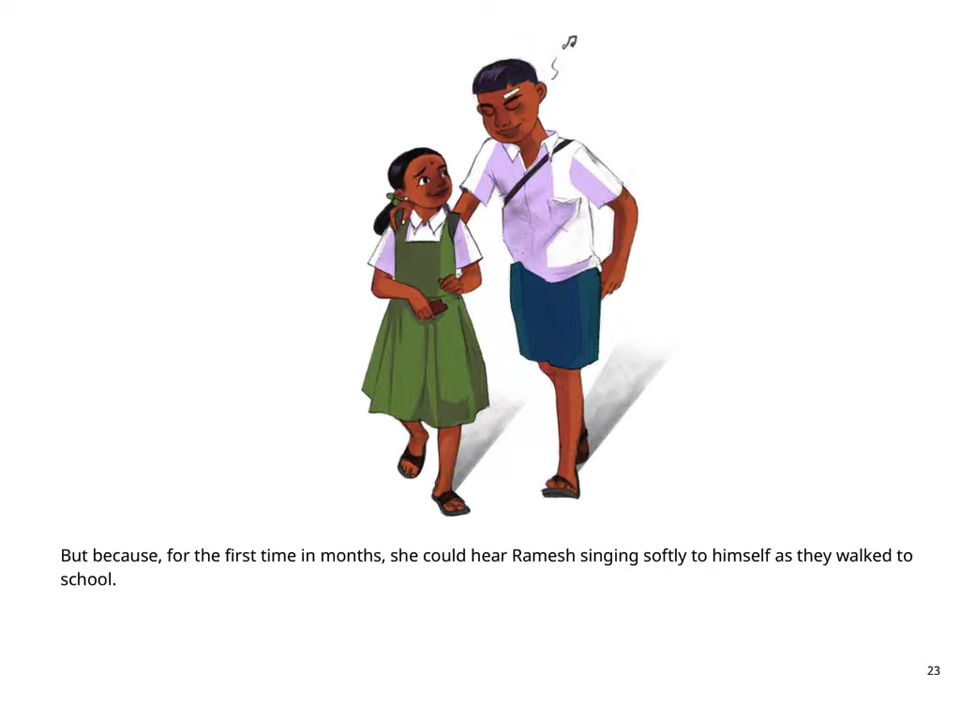 But because, for the first time in months, she could hear Ramesh singing softly to himself as they walked to
school.
23